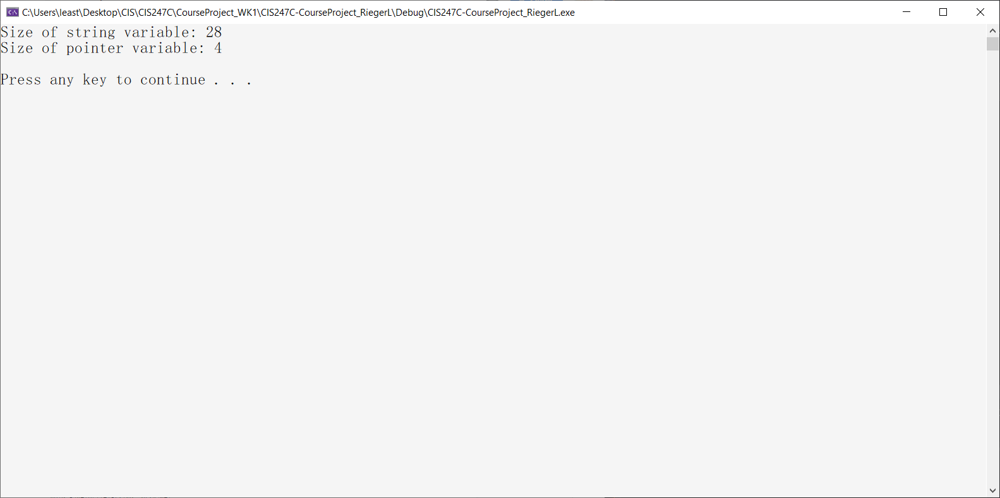 C:\Users\least\Desktop\CIS\CIS247C\CourseProject_WK1\CIS247C-CourseProject_RiegerL\Debug\CIS247C-CourseProject_RiegerL.exe
Size of string variable: 28
Size of pointer variable: 4
Press any key to continue . . .